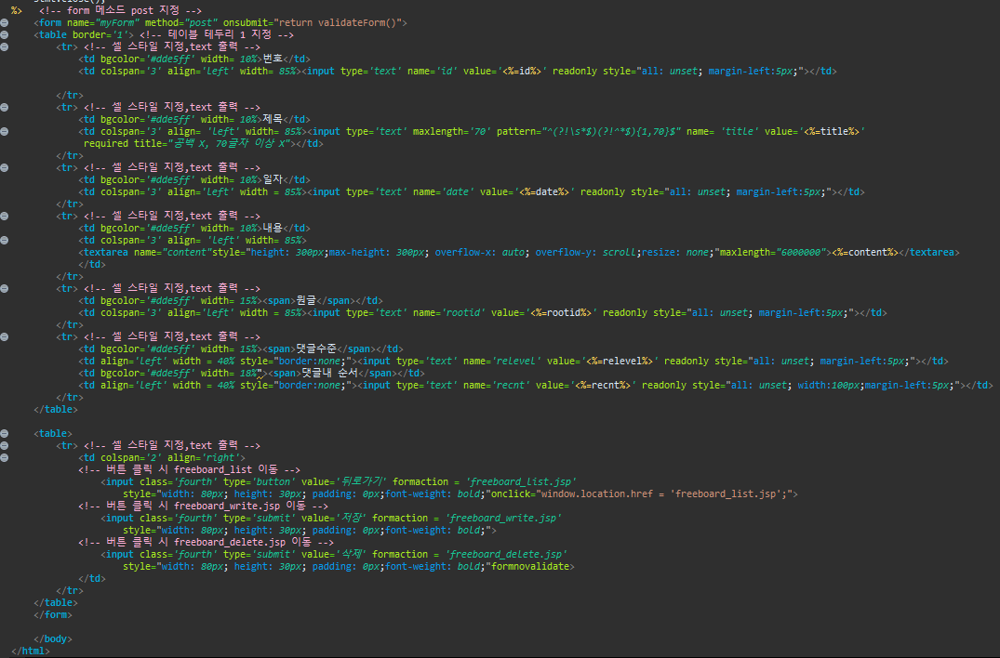 stmt.close();
%>   <!-- form 메소드 post 지정 -->
<form name="myForm" method="post" onsubmit="return validateForm()">
<table border='1'> <!-- 테이블 테두리 1 지정 -->
<tr> <!-- 셀 스타일 지정,text 출력 -->
<td bgcolor='#dde5ff' width= 10%>번호</td>
<td colspan='3' align='left' width= 85%><input type='text' name='id' value='<%=id%>' readonly style="all: unset; margin-left:5px;"></td>
</tr>
<tr> <!-- 셀 스타일 지정,text 출력 -->
<td bgcolor='#dde5ff' width= 10%>제목</td>
<td colspan='3' align= 'left' width= 85%><input type='text' maxlength='70' pattern="^(?!\s*$)(?!^*$){1,70}$" name= 'title' value='<%=title%>'
required title="공백 X, 70글자 이상 X"></td>
</tr>
<tr> <!-- 셀 스타일 지정,text 출력 -->
<td bgcolor='#dde5ff' width= 10%>일자</td>
<td colspan='3' align='left' width = 85%><input type='text' name='date' value='<%=date%>' readonly style="all: unset; margin-left:5px;"></td>
</tr>
<tr> <!-- 셀 스타일 지정,text 출력 -->
<td bgcolor='#dde5ff' width= 10%>내용</td>
<td colspan='3' align= 'left' width= 85%>
<textarea name="content"style="height: 300px;max-height: 300px; overflow-x: auto; overflow-y: scroll;resize: none;"maxlength="6000000"><%=content%></textarea>
</td>
</tr>
<tr> <!-- 셀 스타일 지정,text 출력 -->
<td bgcolor='#dde5ff' width= 15%><span>원글</span></td>
<td colspan='3' align='left' width = 85%><input type='text' name='rootid' value='<%=rootid%>' readonly style="all: unset; margin-left:5px;"></td>
</tr>
<tr> <!-- 셀 스타일 지정,text 출력 -->
<td bgcolor='#dde5ff' width= 15%><span>댓글수준</span></td>
<td align='left' width = 40% style="border:none;"><input type='text' name='relevel' value='<%=relevel%>' readonly style="all: unset; margin-left:5px;"></td>
<td bgcolor='#dde5ff' width= 18%"><span>댓글내 순서</span></td>
<td align='left' width = 40% style="border:none;"><input type='text' name='recnt' value='<%=recnt%>' readonly style="all: unset; width:100px;margin-left:5px;"></td>
</tr>
</table>
<table>
<tr> <!-- 셀 스타일 지정,text 출력 -->
<td colspan='2' align='right'>
<!-- 버튼 클릭 시 freeboard_list 이동 -->
<input class='fourth' type='button' value='뒤로가기' formaction = 'freeboard_list.jsp'
style="width: 80px; height: 30px; padding: 0px;font-weight: bold;"onclick="window.location.href = 'freeboard_list.jsp';">
<!-- 버튼 클릭 시 freeboard_write.jsp 이동 -->
<input class='fourth' type='submit' value='저장' formaction = 'freeboard_write.jsp'
style="width: 80px; height: 30px; padding: 0px;font-weight: bold;">
<!-- 버튼 클릭 시 freeboard_delete.jsp 이동 -->
<input class='fourth' type='submit' value='삭제' formaction = 'freeboard_delete.jsp'
style="width: 80px; height: 30px; padding: 0px;font-weight: bold;"formnovalidate>
</td>
</tr>
</table>
</form>
</body>
</html>